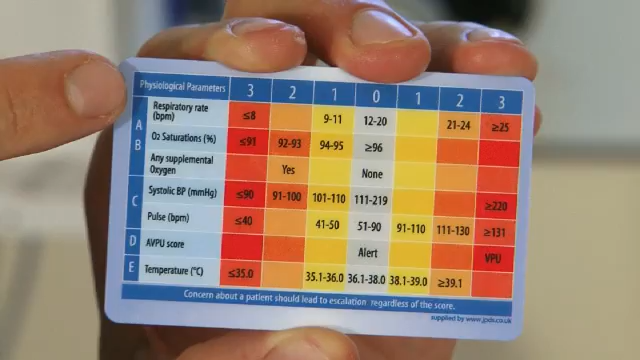 Physiological Parameters 3 2 1 0 1 2 3
A
B
C
D
E
Respiratory rate
(bpm) ≤8 9-11 12-20 21-24 ≥25
O2 Saturations (%) ≤91 92-93 94-95 ≥96
Any supplemental
Oxygen Yes None
Systolic BP (mmHg) ≤90 91-100 101-110 111-219 ≥220
Pulse (bpm) ≤40 41-50 51-90 91-110 111-130 ≥131
AVPU score Alert VPU
Temperature (°C) ≤35.0 35.1-36.0 36.1-38.0 38.1-39.0 ≥39.1
Concern about a patient should lead to escalation regardless of the score.
supplied by www.jpds.co.uk